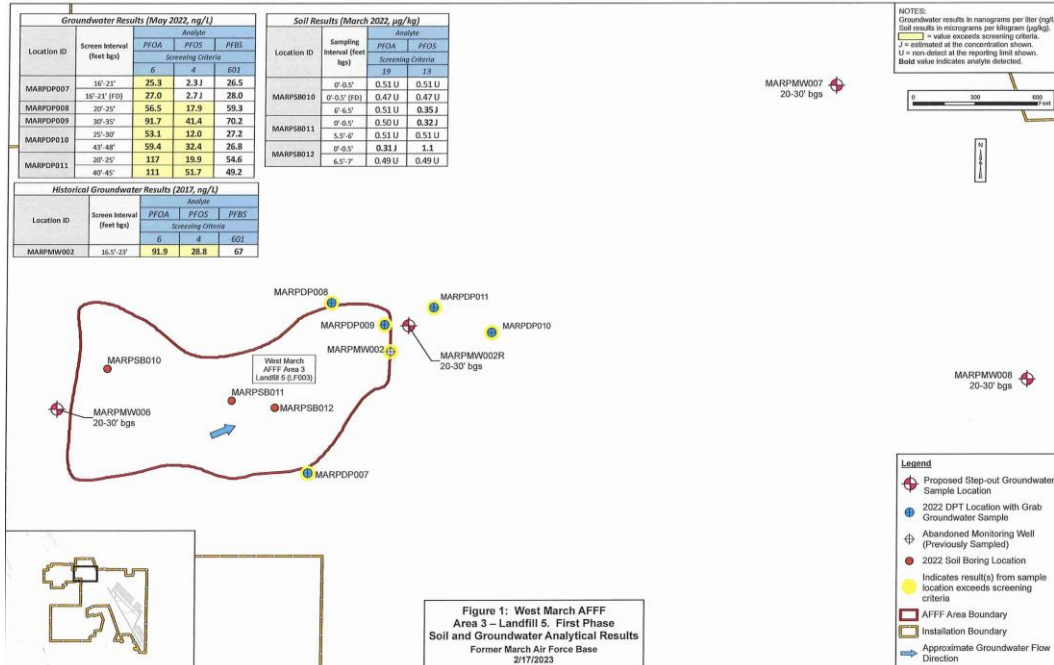 Groundwater Results (May 2022, ng/L)
Location ID Screen Interval (feet bgs) Analyte
PFOA PFOS PFBS
Screening Criteria
6 4 601
MARPDP007 16'-21' 25.3 2.3 J 26.5
16'-21' (FD) 27.0 2.7 J 28.0
MARPDP008 20'-25' 56.5 17.9 59.3
MARPDP009 30'-35' 91.7 41.4 70.2
MARPDP010 25'-30' 53.1 12.0 27.2
43'-48' 59.4 32.4 26.8
MARPDP011 20'-25' 117 19.9 54.6
40'-45' 111 51.7 49.2
Soil Results (March 2022, µg/kg)
Location ID Sampling Interval (feet bgs) Analyte
PFOA PFOS
Screening Criteria
19 13
MARPSB010 0'-0.5' 0.51 U 0.51 U
0'-0.5' (FD) 0.47 U 0.47 U
6'-6.5' 0.51 U 0.35 J
MARPSB011 0'-0.5' 0.50 U 0.32 J
5.5'-6' 0.51 U 0.51 U
MARPSB012 0'-0.5' 0.31 J 1.1
6.5'-7' 0.49 U 0.49 U
Historical Groundwater Results (2017, ng/L)
Location ID Screen Interval (feet bgs) Analyte
PFOA PFOS PFBS
Screening Criteria
6 4 601
MARPMW002 16.5'-23' 91.9 28.8 67
NOTES:
Groundwater results in nanograms per liter (ng/L
Soil results in micrograms per kilogram (µg/kg).
= value exceeds screening criteria.
J = estimated at the concentration shown.
U = non-detect at the reporting limit shown.
Bold value indicates analyte detected.
0 300 600
Feet
N
MARPMW007
20-30' bgs
MARPDP008
MARPDP011
MARPDP009
MARPDP010
MARPMW002
MARPMW002R
20-30' bgs
MARPSB010
West March
AFFF Area 3
Landfill 5 (LF003)
MARPSB011
MARPSB012
MARPMW006
20-30' bgs
MARPMW008
20-30' bgs
MARPDP007
Legend
Proposed Step-out Groundwater
Sample Location
2022 DPT Location with Grab
Groundwater Sample
Abandoned Monitoring Well
(Previously Sampled)
2022 Soil Boring Location
Indicates result(s) from sample
location exceeds screening
criteria
AFFF Area Boundary
Installation Boundary
Approximate Groundwater Flow
Direction
Figure 1: West March AFFF
Area 3 – Landfill 5. First Phase
Soil and Groundwater Analytical Results
Former March Air Force Base
2/17/2023